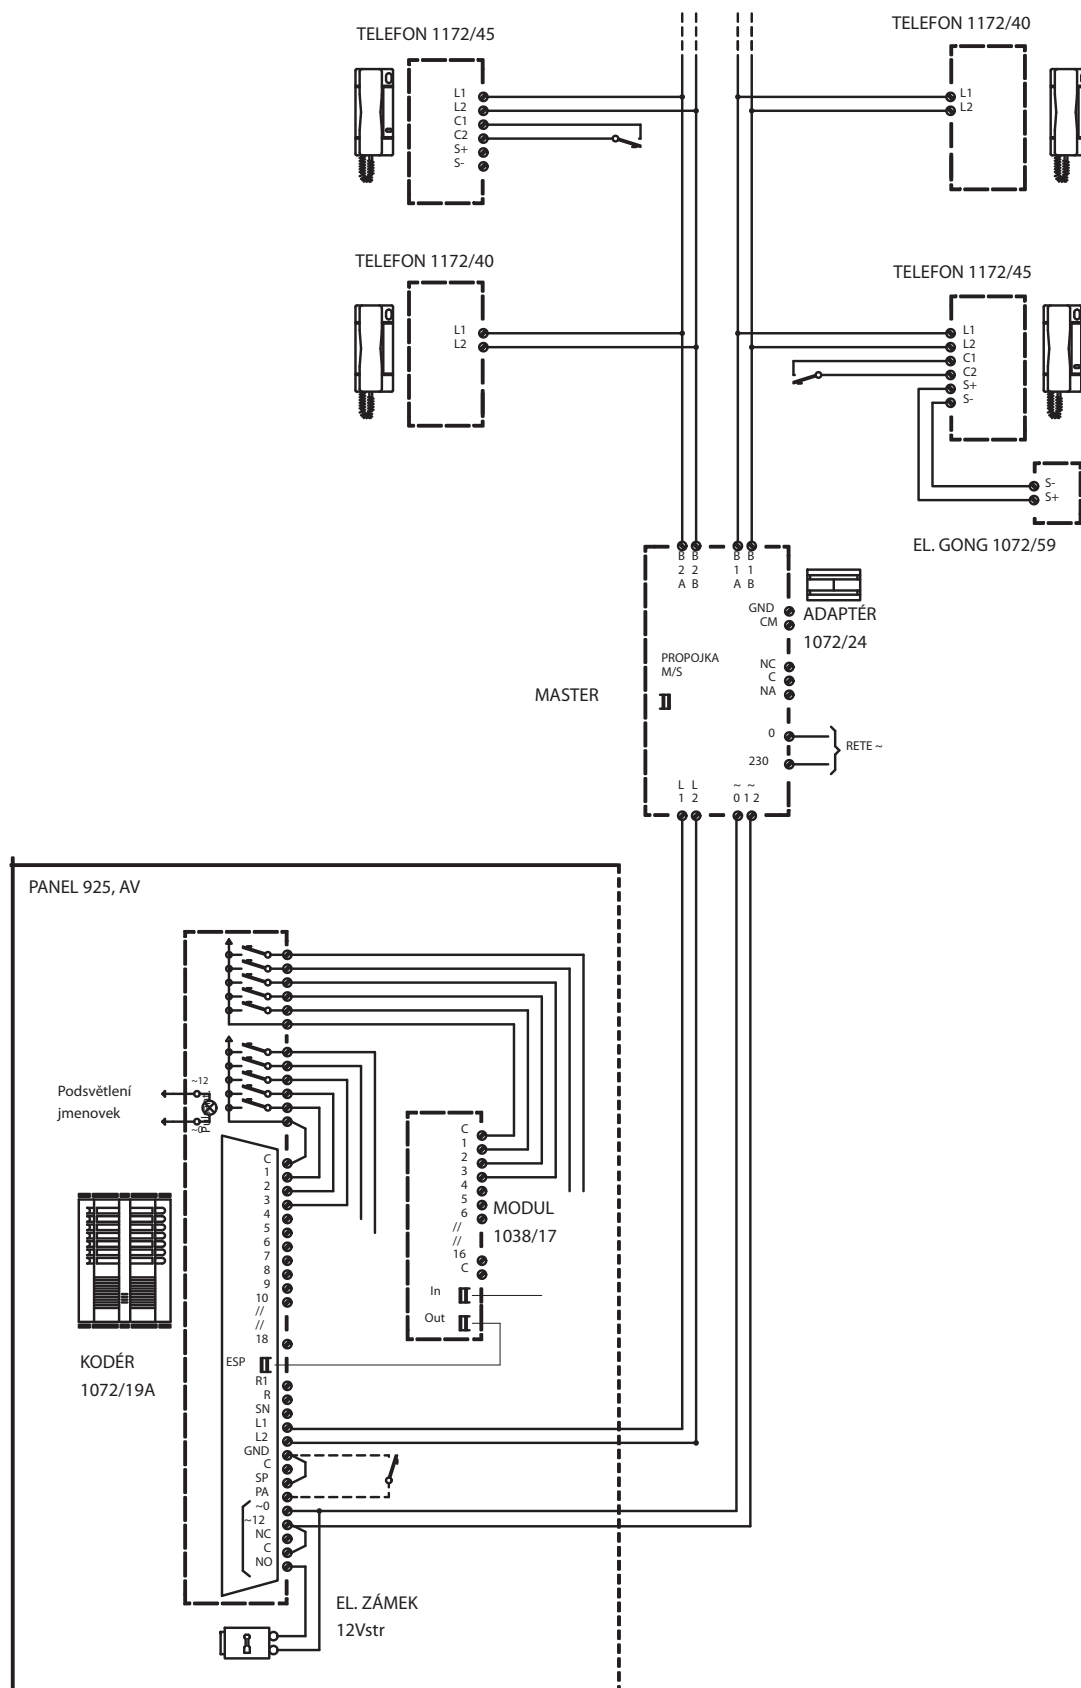 TELEFON 1172/45
L1
L2
C1
C2
S+
S-
TELEFON 1172/40
L1
L2
TELEFON 1172/40
L1
L2
TELEFON 1172/45
L1
L2
C1
C2
S+
S-
S-
S+
EL. GONG 1072/59
B B B B
2 2 1 1
A B A B
GND
CM
ADAPTÉR
1072/24
PROPOJKA
M/S
NC
C
NA
MASTER
0
230
RETE ~
L L ~ ~
1 2 0 1 2
PANEL 925, AV
Podsvětlení
jmenovek
~12
~0
C
1
2
3
4
5
6
7
8
9
10
//
//
18
ESP
R1
R
SN
L1
L2
GND
C
SP
PA
~0
~12
NC
C
NO
C
1
2
3
4
5
6
//
//
16
C
In
Out
MODUL
1038/17
KODÉR
1072/19A
EL. ZÁMEK
12Vstr